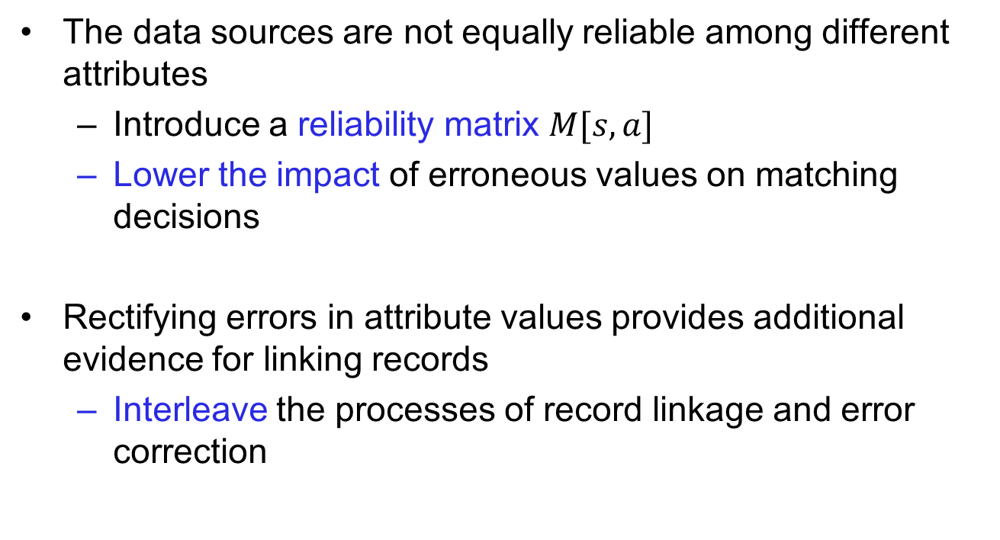 • The data sources are not equally reliable among different
attributes
– Introduce a reliability matrix M[s, a]
– Lower the impact of erroneous values on matching
decisions
• Rectifying errors in attribute values provides additional
evidence for linking records
– Interleave the processes of record linkage and error
correction